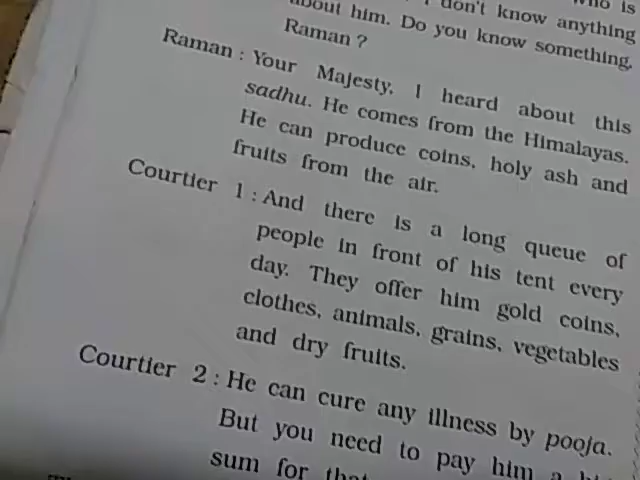 Who is
don't know anything
about him. Do you know something,
Raman ?
Raman : Your Majesty, I heard about this
sadhu. He comes from the Himalayas.
He can produce coins, holy ash and
fruits from the air.
Courtier 1 : And there is a long queue of
people in front of his tent every
day. They offer him gold coins,
clothes, animals, grains, vegetables
and dry fruits.
Courtier 2 : He can cure any illness by pooja.
But you need to pay him a
sum for